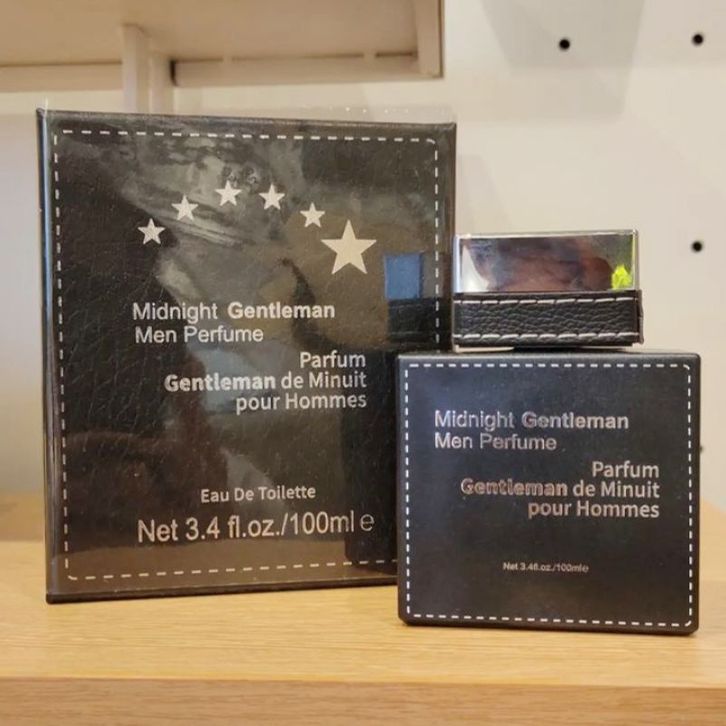 Midnight Gentleman
Men Perfume
Parfum
Gentleman de Minuit
pour Hommes
Eau De Toilette
Net 3.4 fl.oz./100ml e
Midnight Gentleman
Men Perfume
Parfum
Gentleman de Minuit
pour Hommes
Net 3.4fl.oz./100ml e